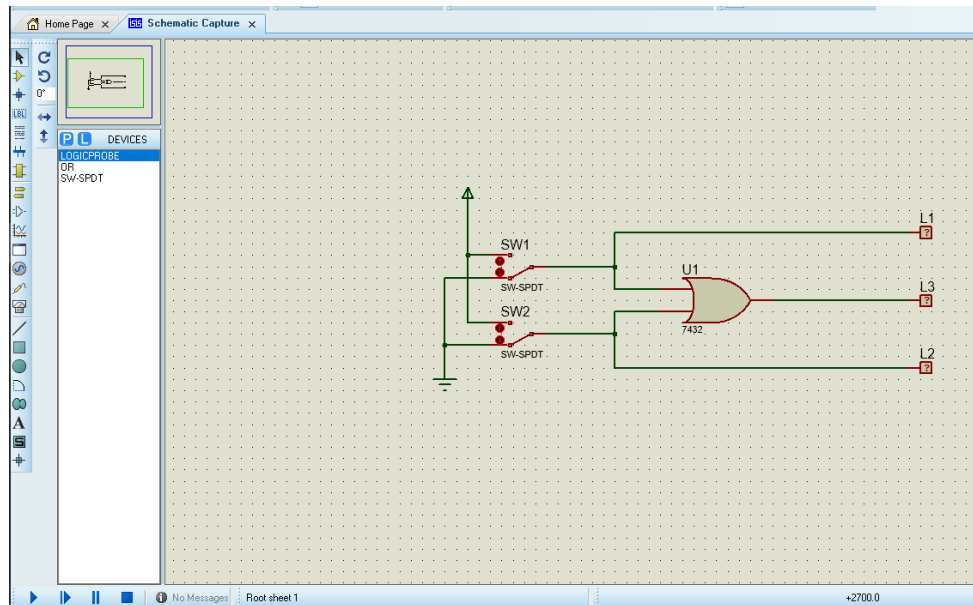 Home Page
Schematic Capture
0°
LBL
P L DEVICES
LOGICPROBE
OR
SW-SPDT
A
S
SW1
SW-SPDT
SW2
SW-SPDT
U1
7432
L1
?
L3
?
L2
?
No Messages
Root sheet 1
+2700.0